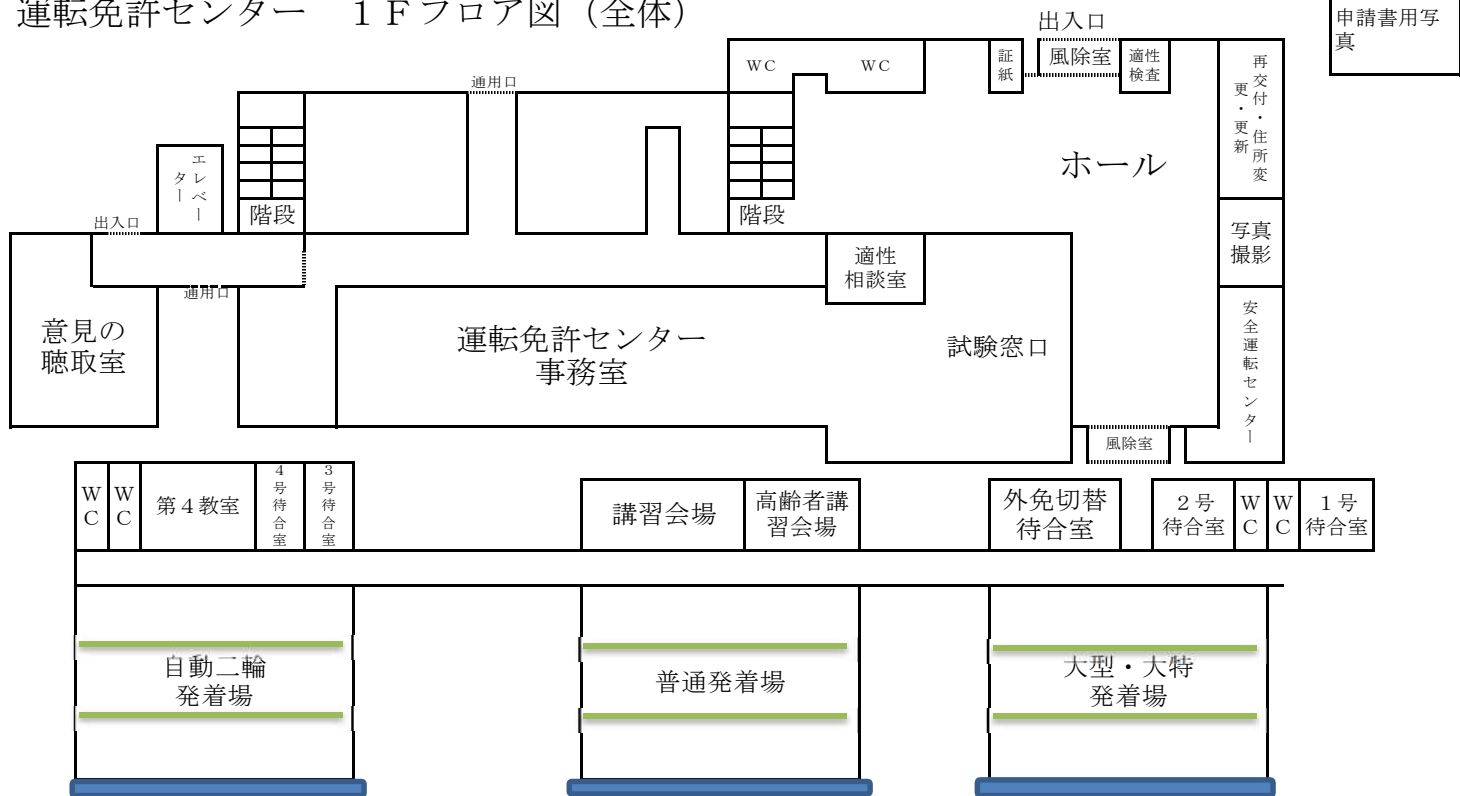 運転免許センター　１Ｆフロア図（全体）
申請書用写
真
出入口
WC
WC
証
紙
風除室
適性
検査
再交付・住所変
更・更新
通用口
ホール
エレベー
ター
階段
階段
出入口
適性
相談室
写真
撮影
通用口
意見の
聴取室
運転免許センター
事務室
試験窓口
安全運転センター
風除室
WC
WC
第４教室
４号待合室
３号待合室
講習会場
高齢者講
習会場
外免切替
待合室
２号
待合室
WC
WC
１号
待合室
自動二輪
発着場
普通発着場
大型・大特
発着場